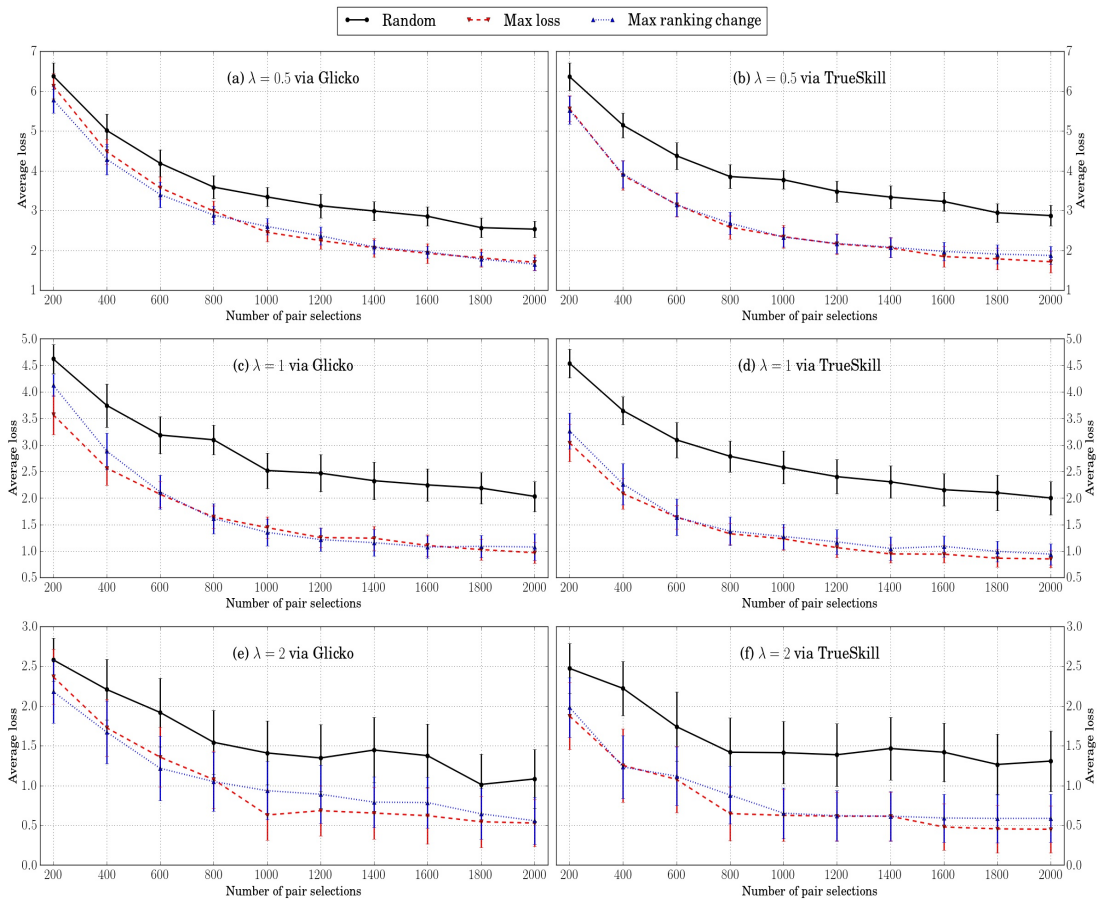 Random Max loss Max ranking change
(a) λ = 0.5 via Glicko
7
6
5
4
3
2
1
Average loss
200 400 600 800 1000 1200 1400 1600 1800 2000
Number of pair selections
(b) λ = 0.5 via TrueSkill
7
6
5
4
3
2
1
Average loss
200 400 600 800 1000 1200 1400 1600 1800 2000
Number of pair selections
(c) λ = 1 via Glicko
5.0
4.5
4.0
3.5
3.0
2.5
2.0
1.5
1.0
0.5
Average loss
200 400 600 800 1000 1200 1400 1600 1800 2000
Number of pair selections
(d) λ = 1 via TrueSkill
5.0
4.5
4.0
3.5
3.0
2.5
2.0
1.5
1.0
0.5
Average loss
200 400 600 800 1000 1200 1400 1600 1800 2000
Number of pair selections
(e) λ = 2 via Glicko
3.0
2.5
2.0
1.5
1.0
0.5
0.0
Average loss
200 400 600 800 1000 1200 1400 1600 1800 2000
Number of pair selections
(f) λ = 2 via TrueSkill
3.0
2.5
2.0
1.5
1.0
0.5
0.0
Average loss
200 400 600 800 1000 1200 1400 1600 1800 2000
Number of pair selections